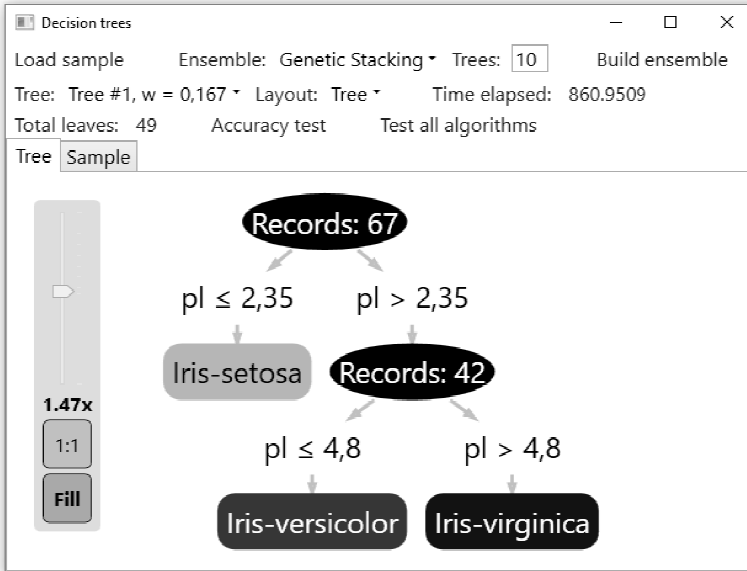 Decision trees
Load sample Ensemble: Genetic Stacking Trees: 10 Build ensemble
Tree: Tree #1, w = 0,167 Layout: Tree Time elapsed: 860.9509
Total leaves: 49 Accuracy test Test all algorithms
Tree Sample
Records: 67
pl ≤ 2,35 pl > 2,35
Iris-setosa Records: 42
1.47x
1:1
pl ≤ 4,8 pl > 4,8
Fill
Iris-versicolor Iris-virginica